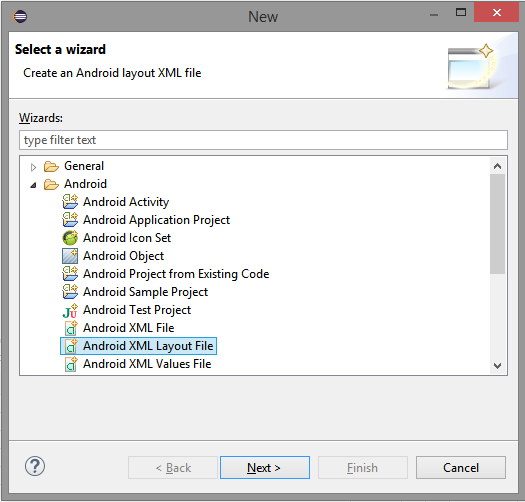 New
Select a wizard
Create an Android layout XML file
Wizards:
type filter text
General
Android
Android Activity
Android Application Project
Android Icon Set
Android Object
Android Project from Existing Code
Android Sample Project
Android Test Project
Android XML File
Android XML Layout File
Android XML Values File
< Back Next > Finish Cancel